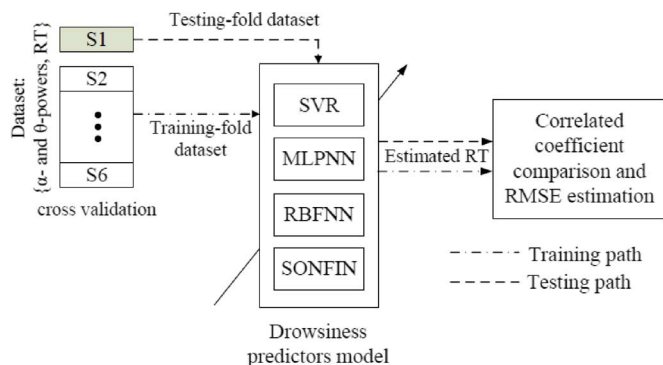 Testing-fold dataset
Dataset:
{α- and θ-powers, RT}
S1
S2
S6
Training-fold
dataset
cross validation
SVR
MLPNN
RBFNN
SONFIN
Drowsiness
predictors model
Estimated RT
Correlated
coefficient
comparison and
RMSE estimation
Training path
Testing path